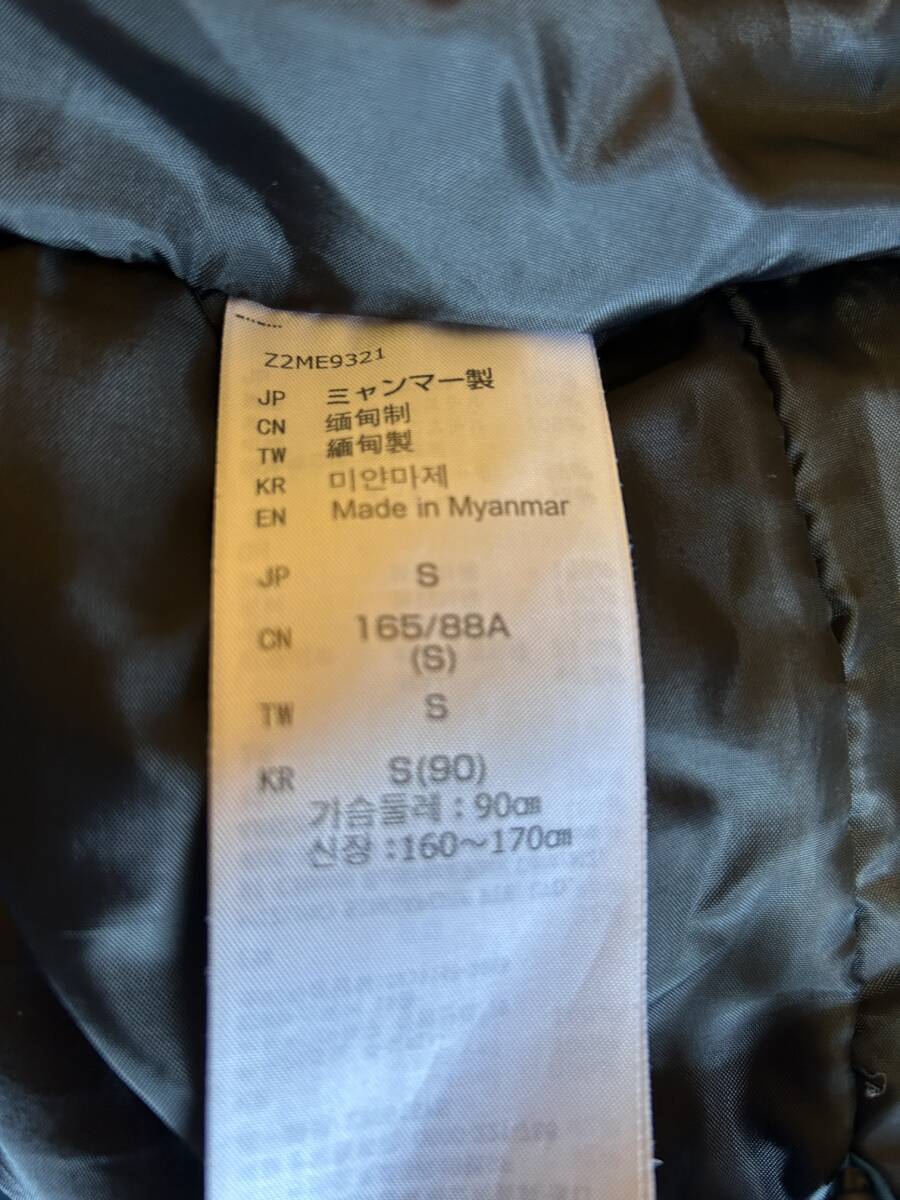 Z2ME9321
JP ミャンマー製
CN 缅甸制
TW 緬甸製
KR 미얀마제
EN Made in Myanmar
JP S
CN 165/88A
(S)
TW S
KR S(90)
가슴둘레 : 90㎝
신장 :160～170㎝